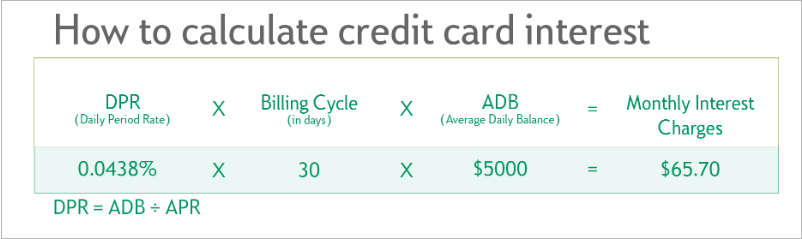 How to calculate credit card interest
DPR X Billing Cycle X ADB = Monthly Interest
(Daily Period Rate) (in days) (Average Daily Balance) Charges
0.0438% X 30 X $5000 = $65.70
DPR = ADB ÷ APR